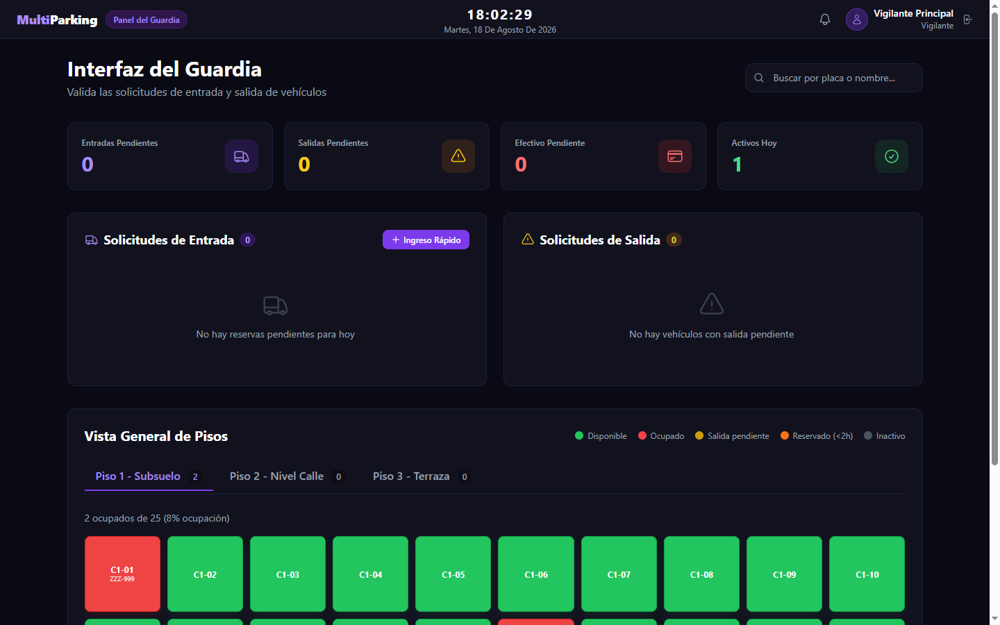 MultiParking
Panel del Guardia
18:02:29
Martes, 18 De Agosto De 2026
Vigilante Principal
Vigilante
Interfaz del Guardia
Valida las solicitudes de entrada y salida de vehículos
Buscar por placa o nombre...
Entradas Pendientes
0
Salidas Pendientes
0
Efectivo Pendiente
0
Activos Hoy
1
Solicitudes de Entrada 0
+ Ingreso Rápido
No hay reservas pendientes para hoy
Solicitudes de Salida 0
No hay vehículos con salida pendiente
Vista General de Pisos
Disponible
Ocupado
Salida pendiente
Reservado (<2h)
Inactivo
Piso 1 - Subsuelo 2
Piso 2 - Nivel Calle 0
Piso 3 - Terraza 0
2 ocupados de 25 (8% ocupación)
C1-01
ZZZ-999
C1-02
C1-03
C1-04
C1-05
C1-06
C1-07
C1-08
C1-09
C1-10